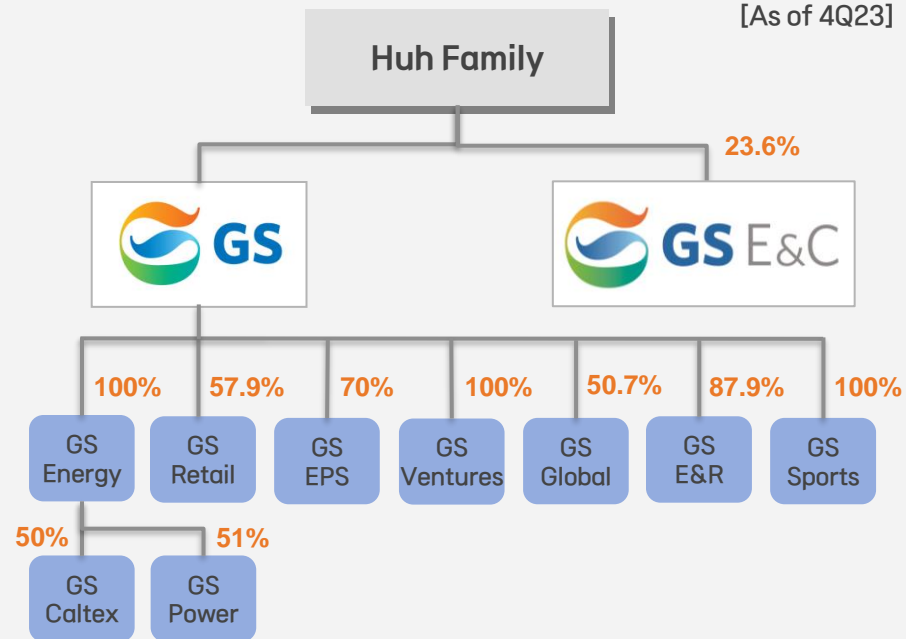 [As of 4Q23]
Huh Family
23.6%
GS
GS E&C
100%
57.9%
70%
100%
50.7%
87.9%
100%
GS
Energy
GS
Retail
GS
EPS
GS
Ventures
GS
Global
GS
E&R
GS
Sports
50%
51%
GS
Caltex
GS
Power